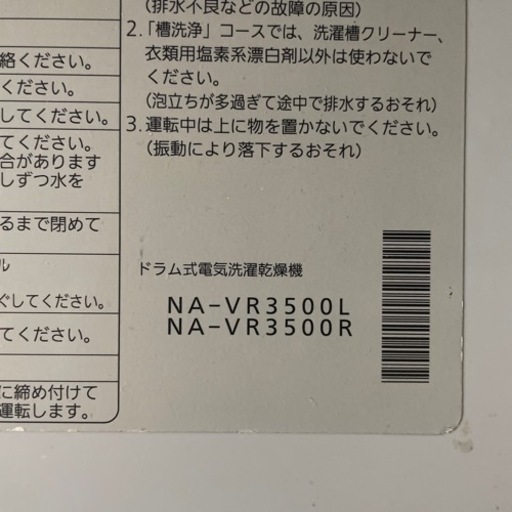 (排水不良などの故障の原因)
2.「槽洗浄」コースでは、洗濯槽クリーナー、
衣類用塩素系漂白剤以外は使わないで
ください。
(泡立ちが多過ぎて途中で排水するおそれ)
3.運転中は上に物を置かないでください。
(振動により落下するおそれ)
絡ください。
ください。
してください。
てください。
合があります
しずつ水を
るまで閉めて
ル
ぐしてください。
てください。
に締め付けて
運転します。
ドラム式電気洗濯乾燥機
NA-VR3500L
NA-VR3500R